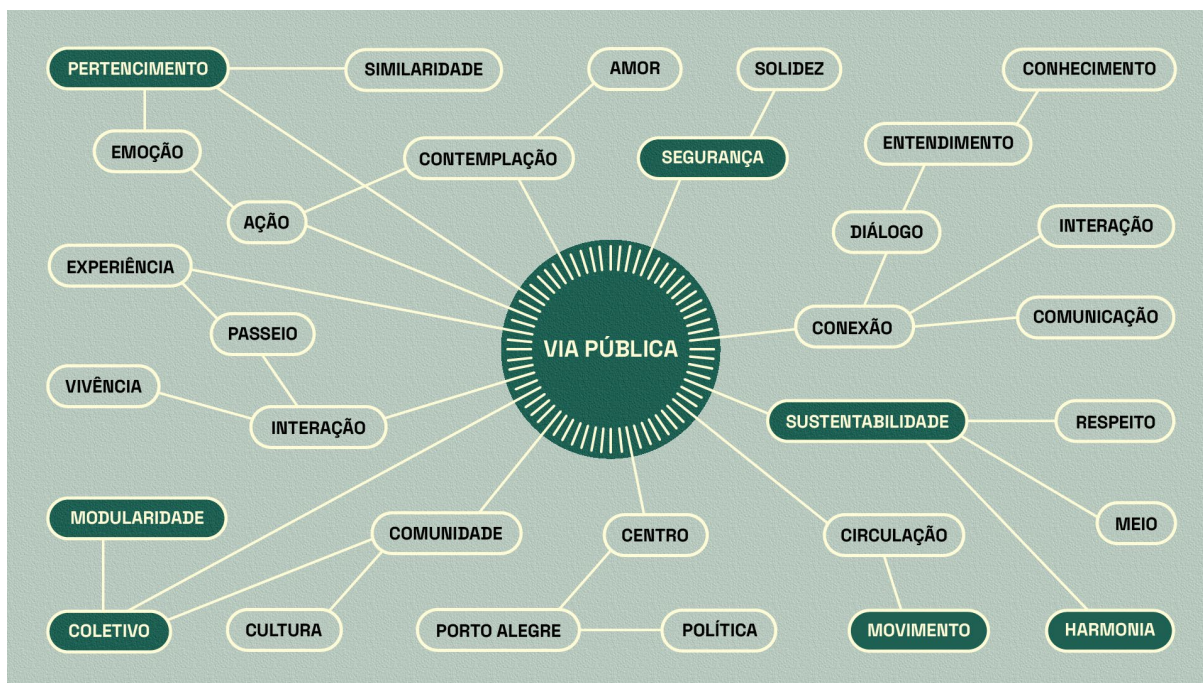 PERTENCIMENTO
SIMILARIDADE
AMOR
SOLIDEZ
CONHECIMENTO
EMOÇÃO
CONTEMPLAÇÃO
SEGURANÇA
ENTENDIMENTO
AÇÃO
DIÁLOGO
INTERAÇÃO
EXPERIÊNCIA
PASSEIO
VIA PÚBLICA
CONEXÃO
COMUNICAÇÃO
VIVÊNCIA
INTERAÇÃO
SUSTENTABILIDADE
RESPEITO
MODULARIDADE
COMUNIDADE
CENTRO
CIRCULAÇÃO
MEIO
COLETIVO
CULTURA
PORTO ALEGRE
POLÍTICA
MOVIMENTO
HARMONIA